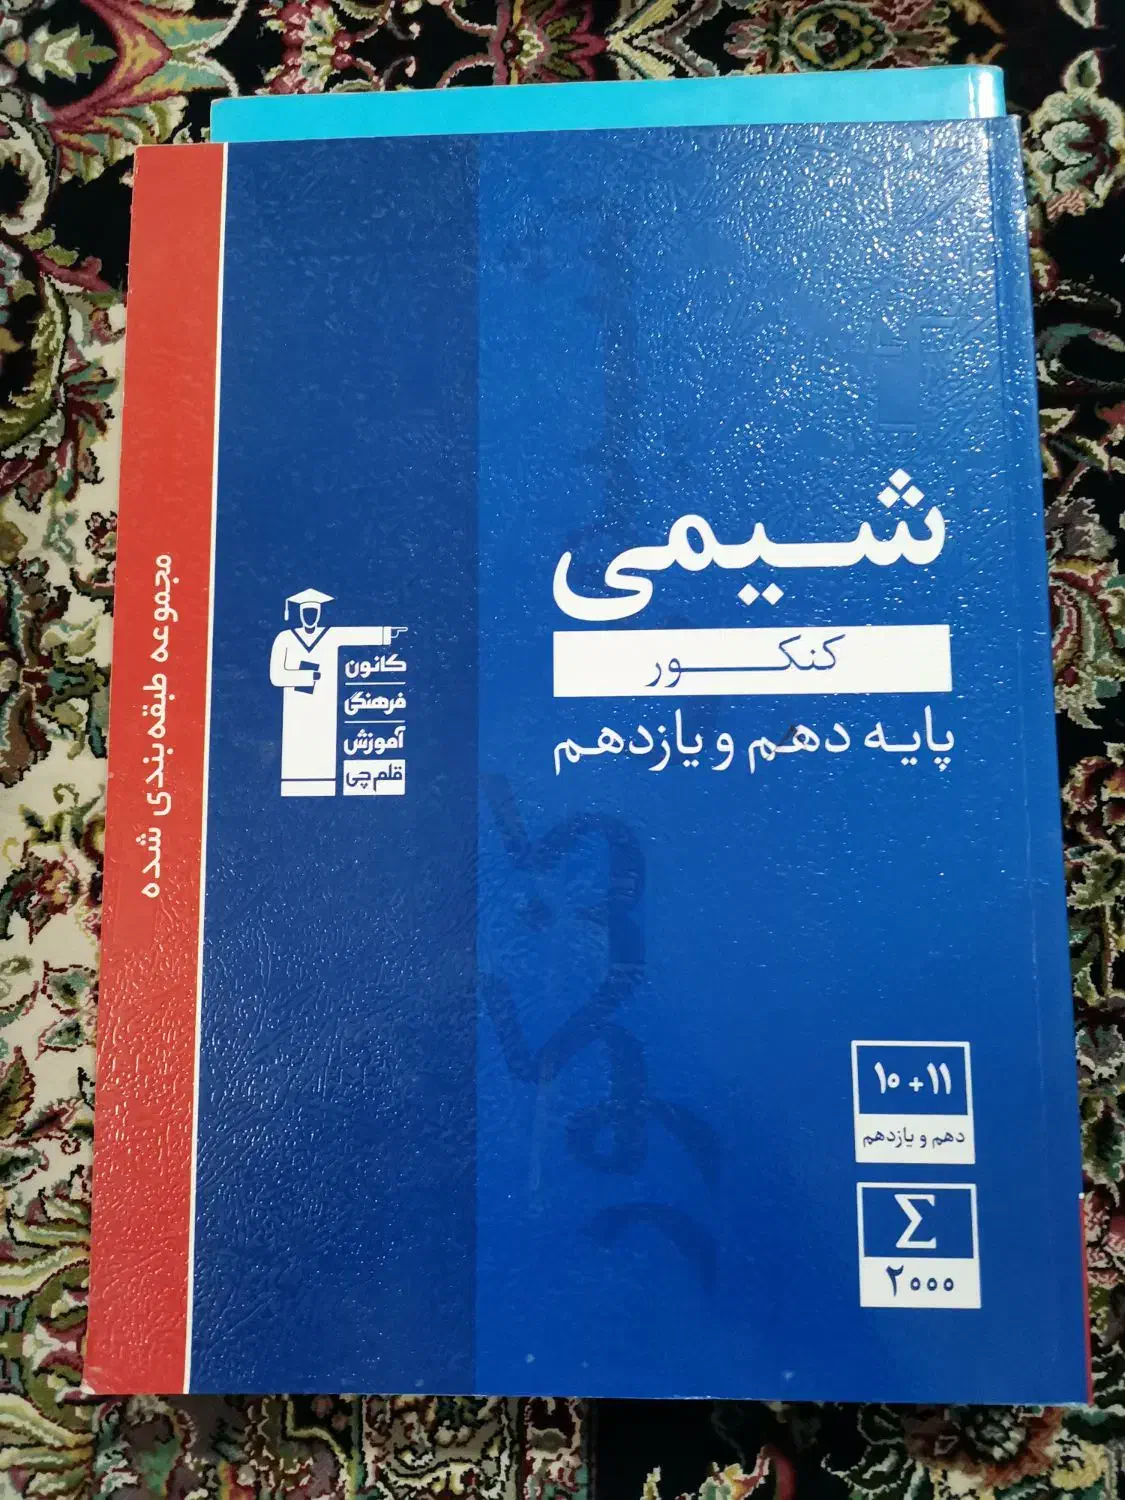 شیمی
کنکور
پایه دهم و یازدهم
کانون
فرهنگی
آموزش
قلم‌چی
مجموعه طبقه‌بندی شده
۱۰+۱۱
دهم و یازدهم
Σ
۲۰۰۰
کنکور